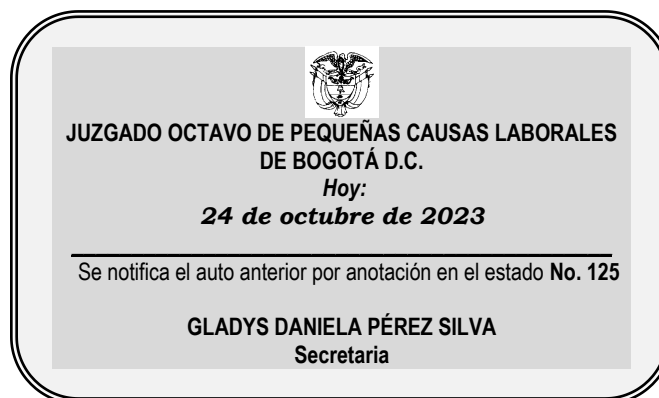 JUZGADO OCTAVO DE PEQUEÑAS CAUSAS LABORALES
DE BOGOTÁ D.C.
Hoy:
24 de octubre de 2023
Se notifica el auto anterior por anotación en el estado No. 125
GLADYS DANIELA PÉREZ SILVA
Secretaria